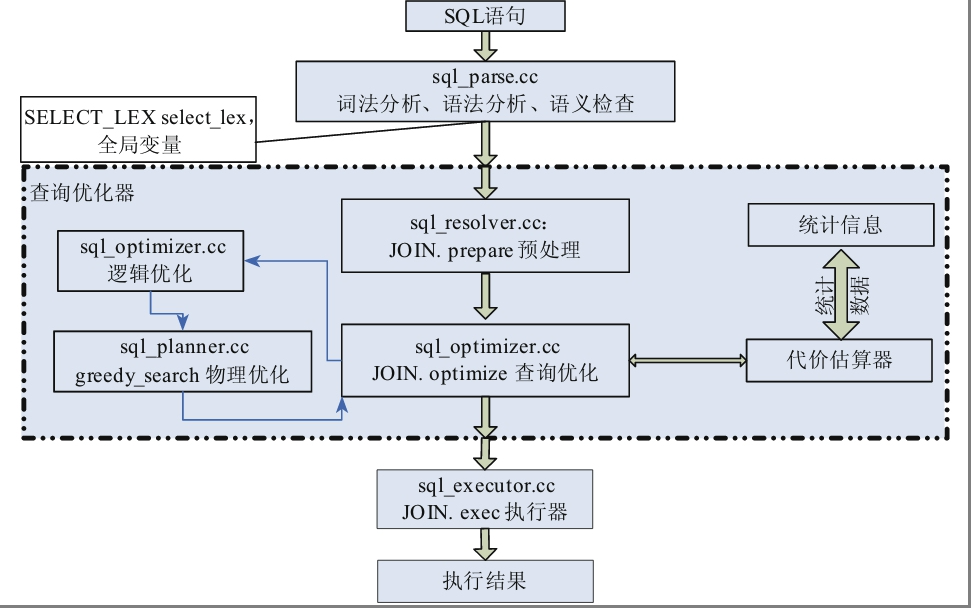 SQL语句
sql_parse.cc
词法分析、语法分析、语义检查
SELECT_LEX select_lex,
全局变量
查询优化器
sql_resolver.cc:
JOIN. prepare 预处理
统计信息
sql_optimizer.cc
逻辑优化
统计
数据
sql_planner.cc
greedy_search 物理优化
sql_optimizer.cc
JOIN. optimize 查询优化
代价估算器
sql_executor.cc
JOIN. exec 执行器
执行结果